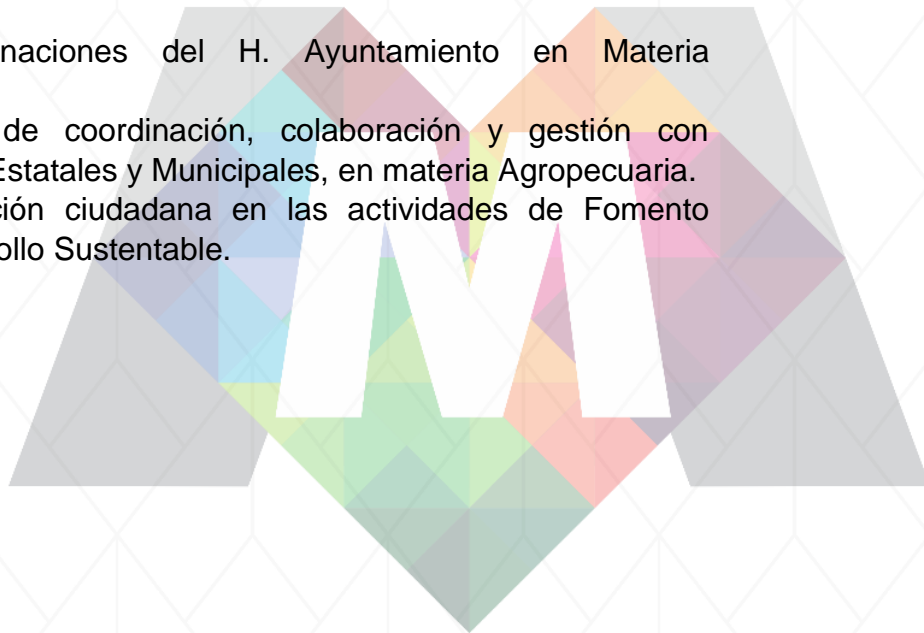 naciones del H. Ayuntamiento en Materia
de coordinación, colaboración y gestión con
Estatales y Municipales, en materia Agropecuaria.
ción ciudadana en las actividades de Fomento
ollo Sustentable.
M